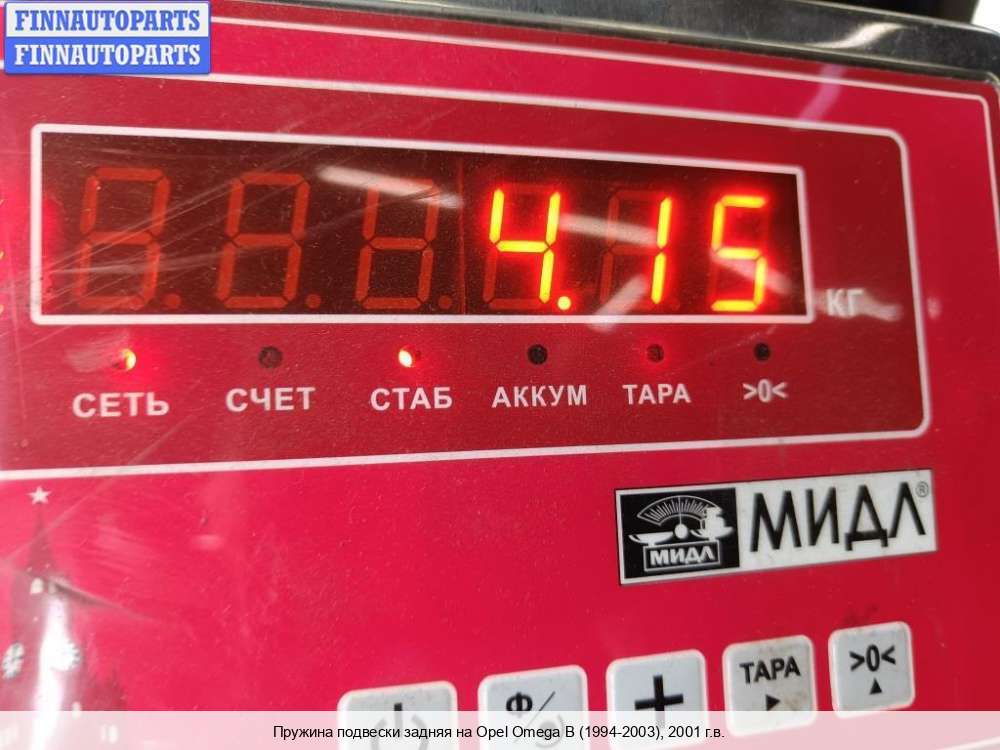 FINNAUTOPARTS
FINNAUTOPARTS
4.15
КГ
СЕТЬ СЧЕТ СТАБ АККУМ ТАРА >0<
МИДЛ МИДЛ®
Ф/
+
ТАРА
>0<
Пружина подвески задняя на Opel Omega B (1994-2003), 2001 г.в.